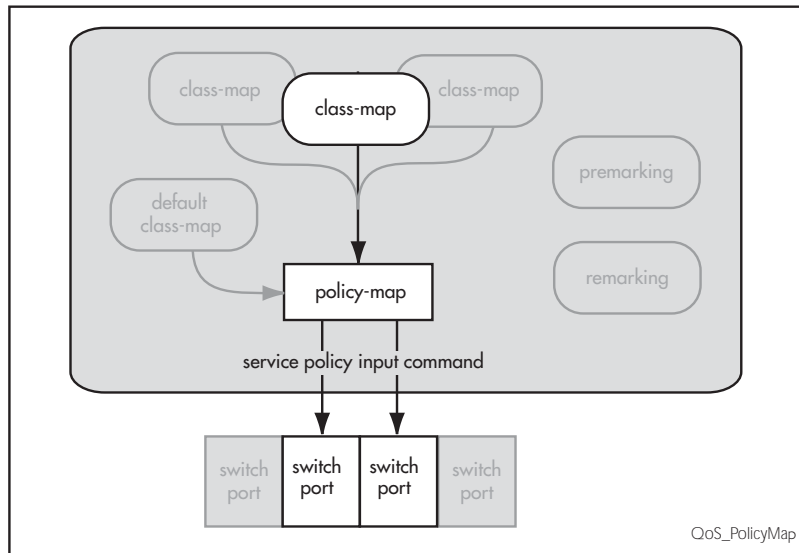 class-map
class-map
class-map
premarking
default
class-map
remarking
policy-map
service policy input command
switch
port
switch
port
switch
port
switch
port
QoS_PolicyMap